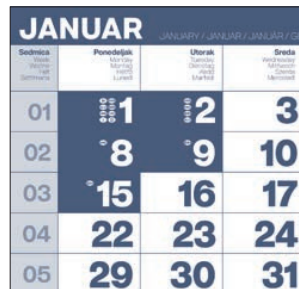 JANUAR JANUARY / JANUAR / JANUÁR / G
Sedmica Ponedeljak Utorak Sreda
Week Monday Tuesday Wednesday
Woche Montag Dienstag Mittwoch
Hét Hétfő Kedd Szerda
Settimana Lunedì Martedì Mercoledì
01 1 2 3
02 8 9 10
03 15 16 17
04 22 23 24
05 29 30 31